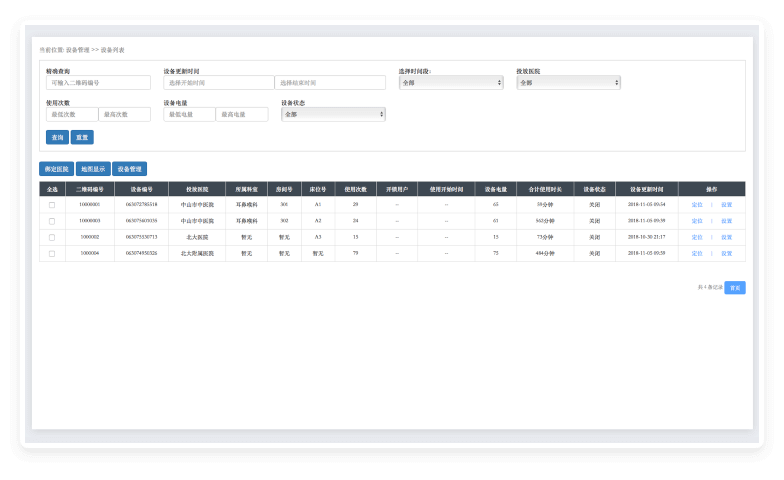 当前位置: 设备管理 >> 设备列表
精确查询 设备更新时间 选择时间段: 投放医院
可输入二维码编号 选择开始时间 选择结束时间 全部 全部
使用次数 设备电量 设备状态
最低次数 最高次数 最低电量 最高电量 全部
查询 重置
绑定医院 地图显示 设备管理
全选 二维码编号 设备编号 投放医院 所属科室 房间号 床位号 使用次数 开锁用户 使用开始时间 设备电量 合计使用时长 设备状态 设备更新时间 操作
10000001 063072785518 中山市中医院 耳鼻喉科 301 A1 28 -- -- 65 59分钟 关闭 2018-11-05 09:54 定位 | 设置
10000003 063075601035 中山市中医院 耳鼻喉科 302 A2 24 -- -- 61 562分钟 关闭 2018-11-05 09:39 定位 | 设置
1000002 063075530713 北大医院 暂无 暂无 A3 15 -- -- 15 73分钟 关闭 2018-10-30 21:17 定位 | 设置
1000004 063074950326 北大附属医院 暂无 暂无 暂无 79 -- -- 75 484分钟 关闭 2018-11-05 09:39 定位 | 设置
共 4 条记录 首页